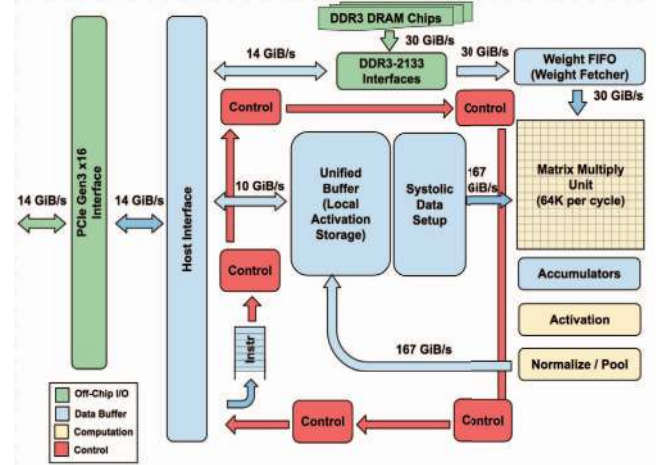 DDR3 DRAM Chips
30 GiB/s
14 GiB/s
DDR3-2133
Interfaces
30 GiB/s
Weight FIFO
(Weight Fetcher)
30 GiB/s
Control
Control
PCIe Gen3 x16
Interface
Host Interface
14 GiB/s
14 GiB/s
10 GiB/s
Unified
Buffer
(Local
Activation
Storage)
Systolic
Data
Setup
167
GiB/s
Matrix Multiply
Unit
(64K per cycle)
Control
Accumulators
Activation
Normalize / Pool
Instr
167 GiB/s
Control
Control
Off-Chip I/O
Data Buffer
Computation
Control